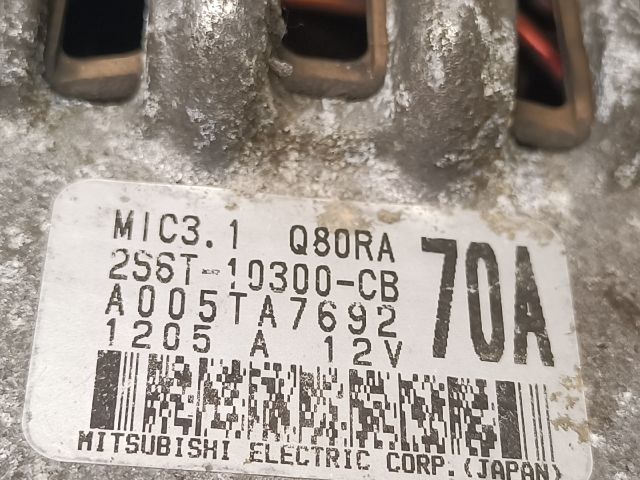 MIC3.1 Q80RA
70A
2S6T-10300-CB
A005TA7692
1205 A 12V
MITSUBISHI ELECTRIC CORP.(JAPAN)